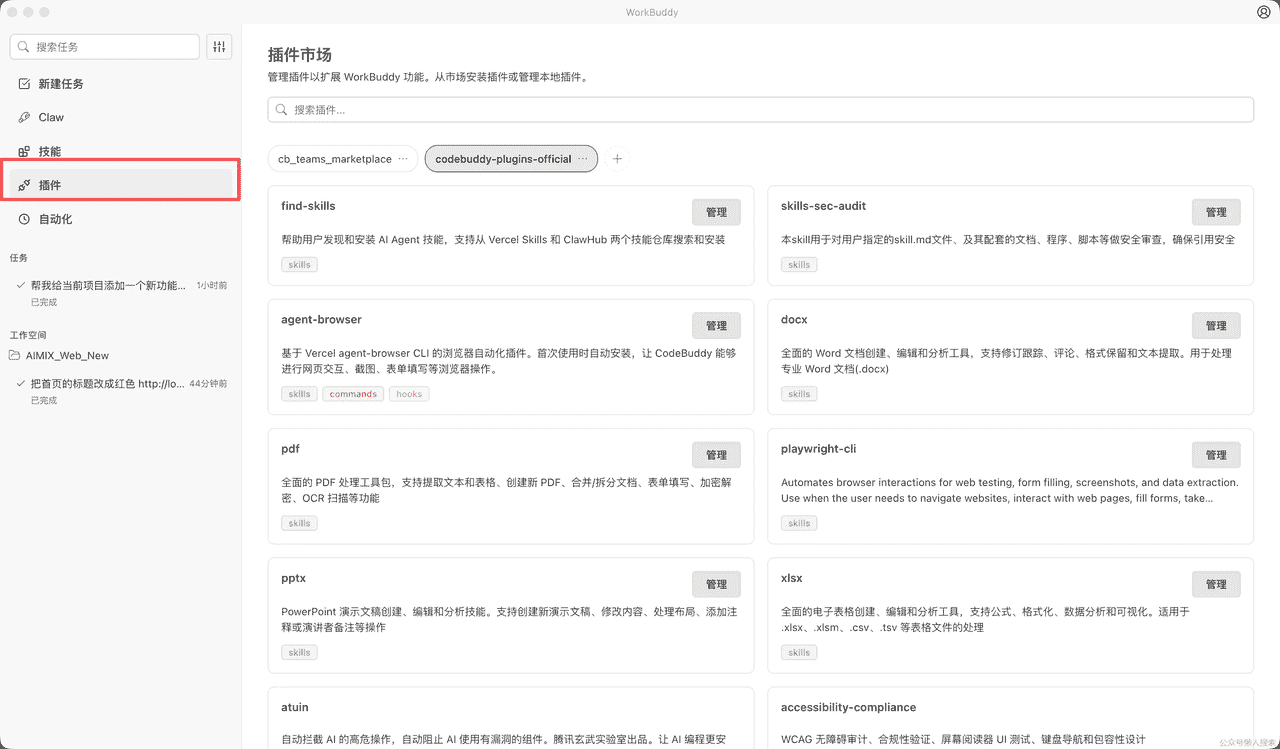 WorkBuddy
搜索任务
新建任务
Claw
技能
插件
自动化
任务
帮我给当前项目添加一个新功能... 1小时前
已完成
工作空间
AIMIX_Web_New
把首页的标题改成红色 http://lo... 44分钟前
已完成
插件市场
管理插件以扩展 WorkBuddy 功能。从市场安装插件或管理本地插件。
搜索插件...
cb_teams_marketplace ··· codebuddy-plugins-official ··· +
find-skills
管理
帮助用户发现和安装 AI Agent 技能，支持从 Vercel Skills 和 ClawHub 两个技能仓库搜索和安装
skills
skills-sec-audit
管理
本skill用于对用户指定的skill.md文件、及其配套的文档、程序、脚本等做安全审查，确保引用安全
skills
agent-browser
管理
基于 Vercel agent-browser CLI 的浏览器自动化插件。首次使用时自动安装，让 CodeBuddy 能够
进行网页交互、截图、表单填写等浏览器操作。
skills commands hooks
docx
管理
全面的 Word 文档创建、编辑和分析工具，支持修订跟踪、评论、格式保留和文本提取。用于处理
专业 Word 文档(.docx)
skills
pdf
管理
全面的 PDF 处理工具包，支持提取文本和表格、创建新 PDF、合并/拆分文档、表单填写、加密解
密、OCR 扫描等功能
skills
playwright-cli
管理
Automates browser interactions for web testing, form filling, screenshots, and data extraction.
Use when the user needs to navigate websites, interact with web pages, fill forms, take...
skills
pptx
管理
PowerPoint 演示文稿创建、编辑和分析技能。支持创建新演示文稿、修改内容、处理布局、添加注
释或演讲者备注等操作
skills
xlsx
管理
全面的电子表格创建、编辑和分析工具，支持公式、格式化、数据分析和可视化。适用于
.xlsx、.xlsm、.csv、.tsv 等表格文件的处理
skills
atuin
自动拦截 AI 的高危操作，自动阻止 AI 使用有漏洞的组件。腾讯玄武实验室出品。让 AI 编程更安
accessibility-compliance
WCAG 无障碍审计、合规性验证、屏幕阅读器 UI 测试、键盘导航和包容性设计
公众号懒人搜索